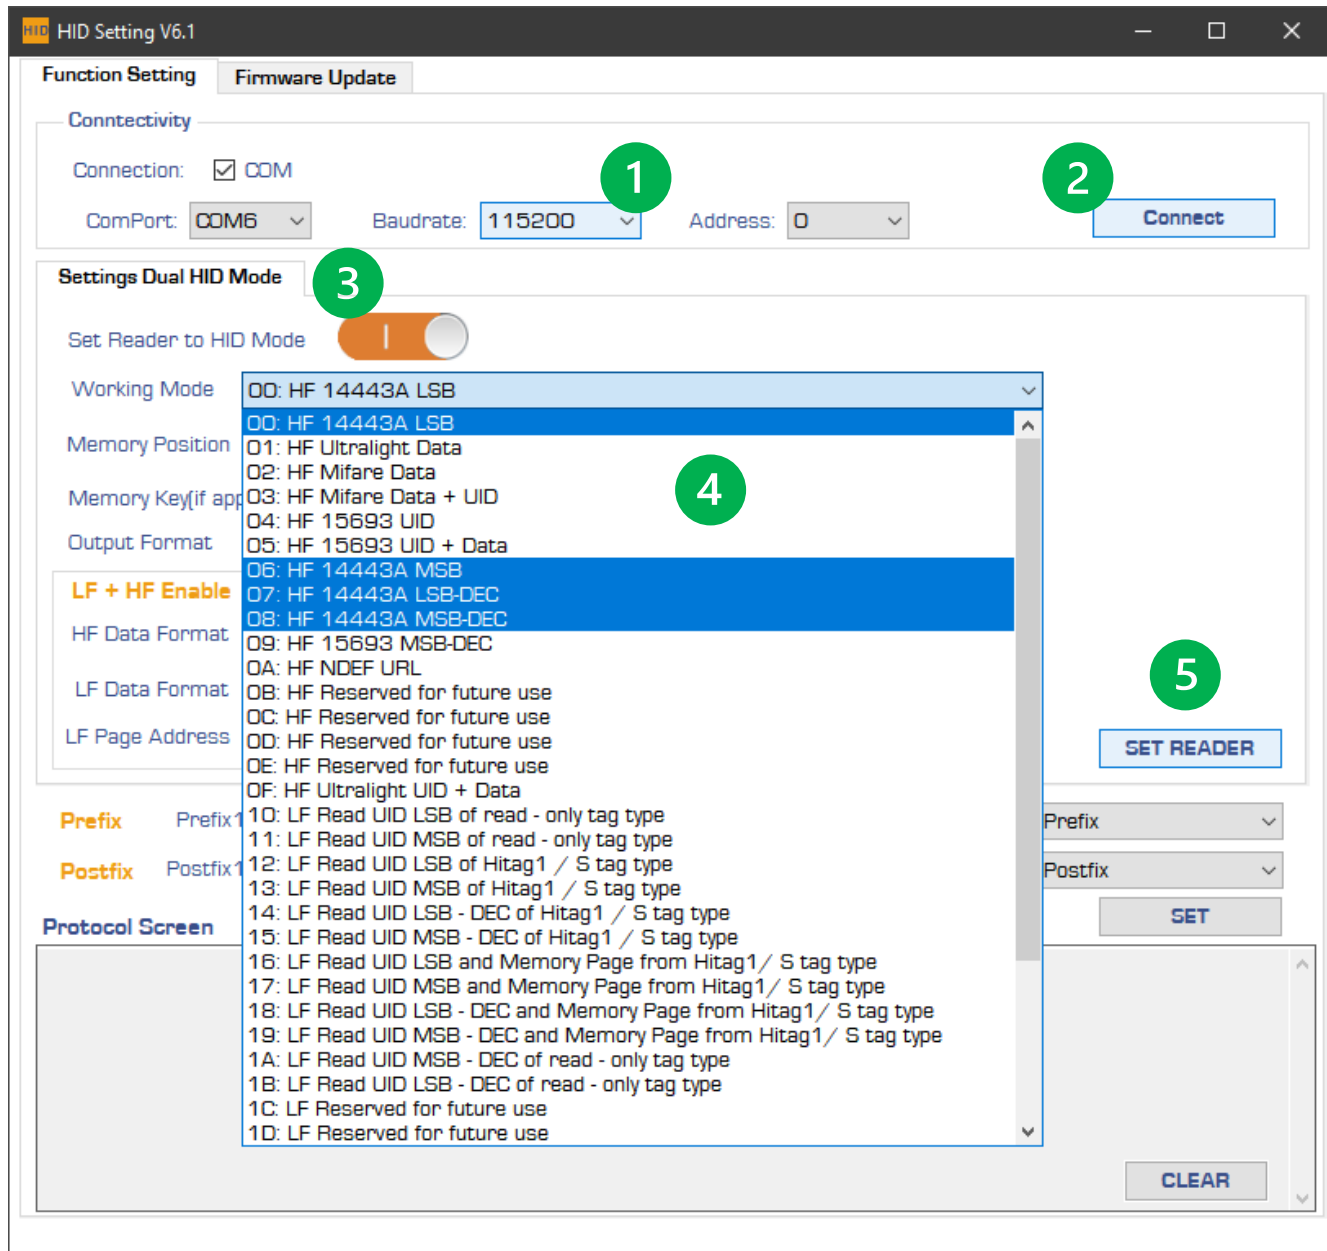 HID HID Setting V6.1
Function Setting Firmware Update
Conntectivity
Connection: COM
1
2
ComPort: COM6 Baudrate: 115200 Address: 0 Connect
Settings Dual HID Mode
3
Set Reader to HID Mode
Working Mode 00: HF 14443A LSB
00: HF 14443A LSB
Memory Position 01: HF Ultralight Data
02: HF Mifare Data
4
Memory Key(if app 03: HF Mifare Data + UID
04: HF 15693 UID
Output Format 05: HF 15693 UID + Data
06: HF 14443A MSB
LF + HF Enable 07: HF 14443A LSB-DEC
08: HF 14443A MSB-DEC
HF Data Format 09: HF 15693 MSB-DEC
0A: HF NDEF URL
5
LF Data Format 0B: HF Reserved for future use
0C: HF Reserved for future use
LF Page Address 0D: HF Reserved for future use
SET READER
0E: HF Reserved for future use
0F: HF Ultralight UID + Data
Prefix Prefix1 10: LF Read UID LSB of read - only tag type Prefix
11: LF Read UID MSB of read - only tag type
Postfix Postfix1 12: LF Read UID LSB of Hitag1 / S tag type Postfix
13: LF Read UID MSB of Hitag1 / S tag type
14: LF Read UID LSB - DEC of Hitag1 / S tag type SET
Protocol Screen 15: LF Read UID MSB - DEC of Hitag1 / S tag type
16: LF Read UID LSB and Memory Page from Hitag1/ S tag type
17: LF Read UID MSB and Memory Page from Hitag1/ S tag type
18: LF Read UID LSB - DEC and Memory Page from Hitag1/ S tag type
19: LF Read UID MSB - DEC and Memory Page from Hitag1/ S tag type
1A: LF Read UID MSB - DEC of read - only tag type
1B: LF Read UID LSB - DEC of read - only tag type
1C: LF Reserved for future use
1D: LF Reserved for future use
CLEAR